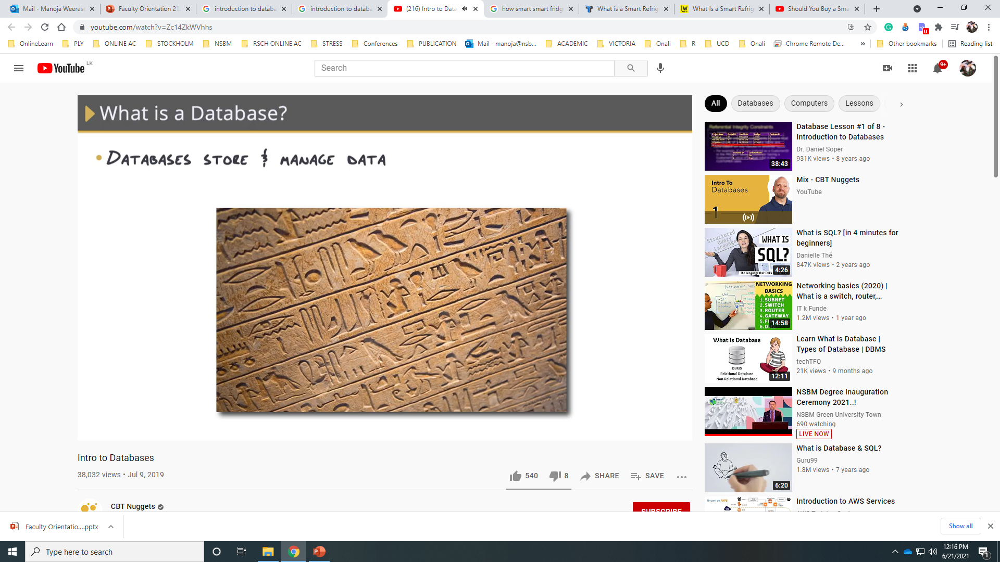 Mail - Manoja Weerase
Faculty Orientation 21
introduction to databa
introduction to databa
(216) Intro to Data
how smart smart fridge
What is a Smart Refrig
What Is a Smart Refrig
Should You Buy a Sma
youtube.com/watch?v=Zc14ZkWVhhs
OnlineLearn PLY ONLINE AC STOCKHOLM NSBM RSCH ONLINE AC STRESS Conferences PUBLICATION Mail - manoja@nsb... ACADEMIC VICTORIA Onali R UCD Onali Chrome Remote De... » Other bookmarks Reading list
YouTube LK
Search
9+
What is a Database?
• DATABASES STORE & MANAGE DATA
Intro to Databases
38,032 views • Jul 9, 2019
540 8 SHARE SAVE ...
CBT Nuggets
SUBSCRIBE
All Databases Computers Lessons
Referential Integrity Constraints
38:43
Database Lesson #1 of 8 -
Introduction to Databases
Dr. Daniel Soper
931K views • 8 years ago
Intro To
Databases
1
Mix - CBT Nuggets
YouTube
Structured
Query
Language
WHAT IS
SQL?
4:26
What is SQL? [in 4 minutes for
beginners]
Danielle Thé
847K views • 2 years ago
NETWORKING
BASICS
1.SUBNET
2.SWITCH
3.ROUTER
4.GATEWAY
14:58
Networking basics (2020) |
What is a switch, router,...
IT k Funde
1.2M views • 1 year ago
What is Database
DBMS
Relational Database
Non-Relational Database
12:11
Learn What is Database |
Types of Database | DBMS
techTFQ
21K views • 9 months ago
NSBM Degree Inauguration
Ceremony 2021..!
NSBM Green University Town
690 watching
LIVE NOW
6:20
What is Database & SQL?
Guru99
1.8M views • 7 years ago
Introduction to AWS Services
Faculty Orientatio....pptx
Show all
Type here to search
12:16 PM
6/21/2021
1